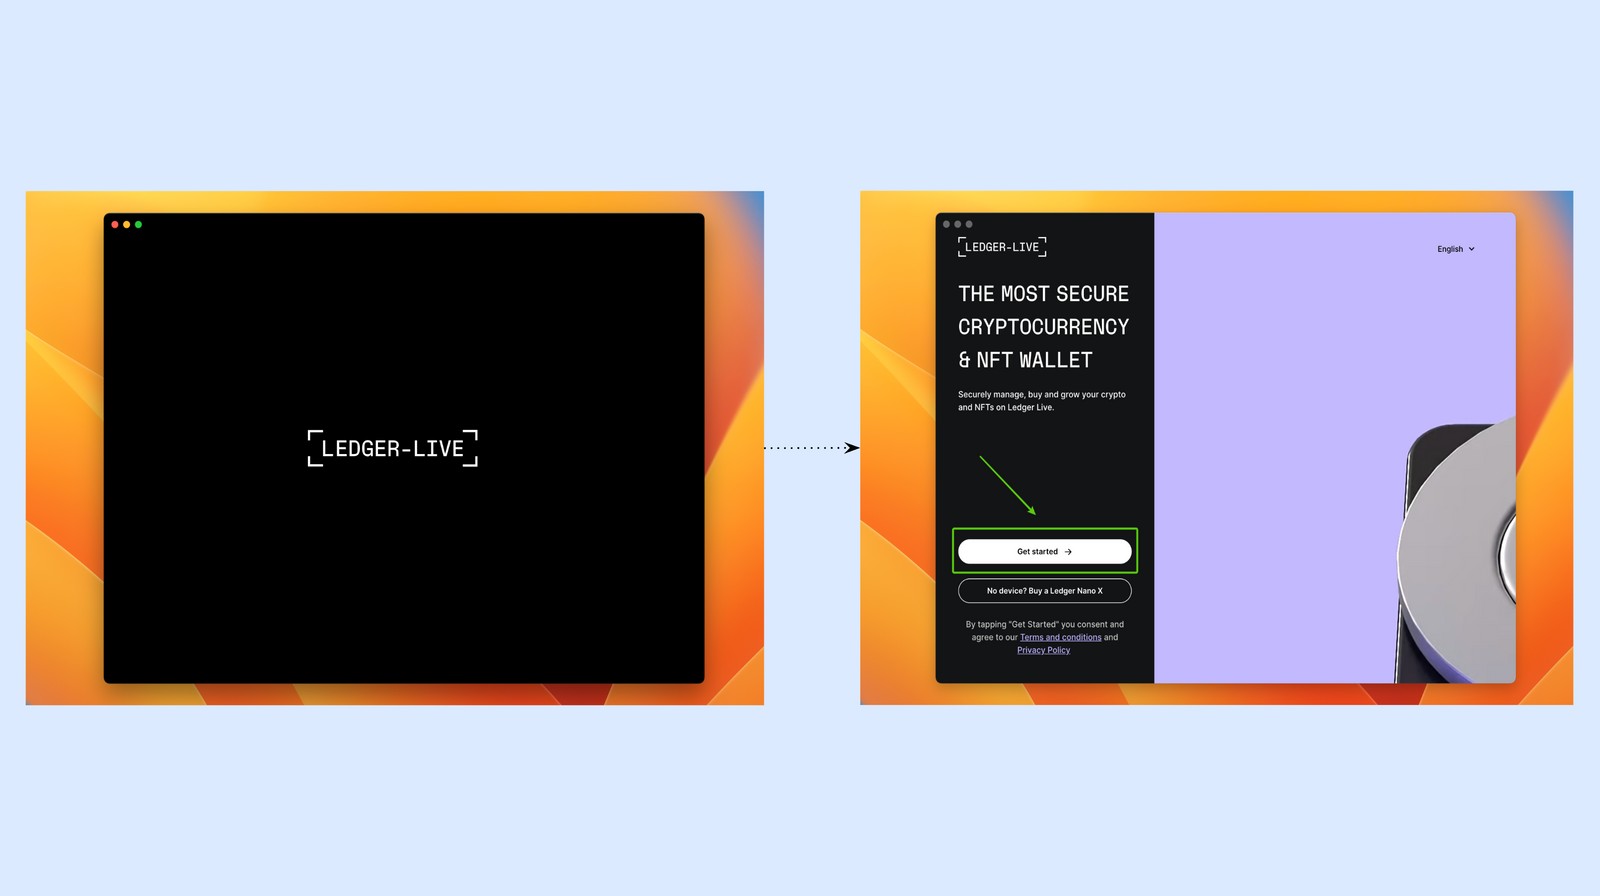 LEDGER-LIVE
LEDGER-LIVE
English
THE MOST SECURE
CRYPTOCURRENCY
& NFT WALLET
Securely manage, buy and grow your crypto
and NFTs on Ledger Live.
Get started
No device? Buy a Ledger Nano X
By tapping "Get Started" you consent and
agree to our Terms and conditions and
Privacy Policy